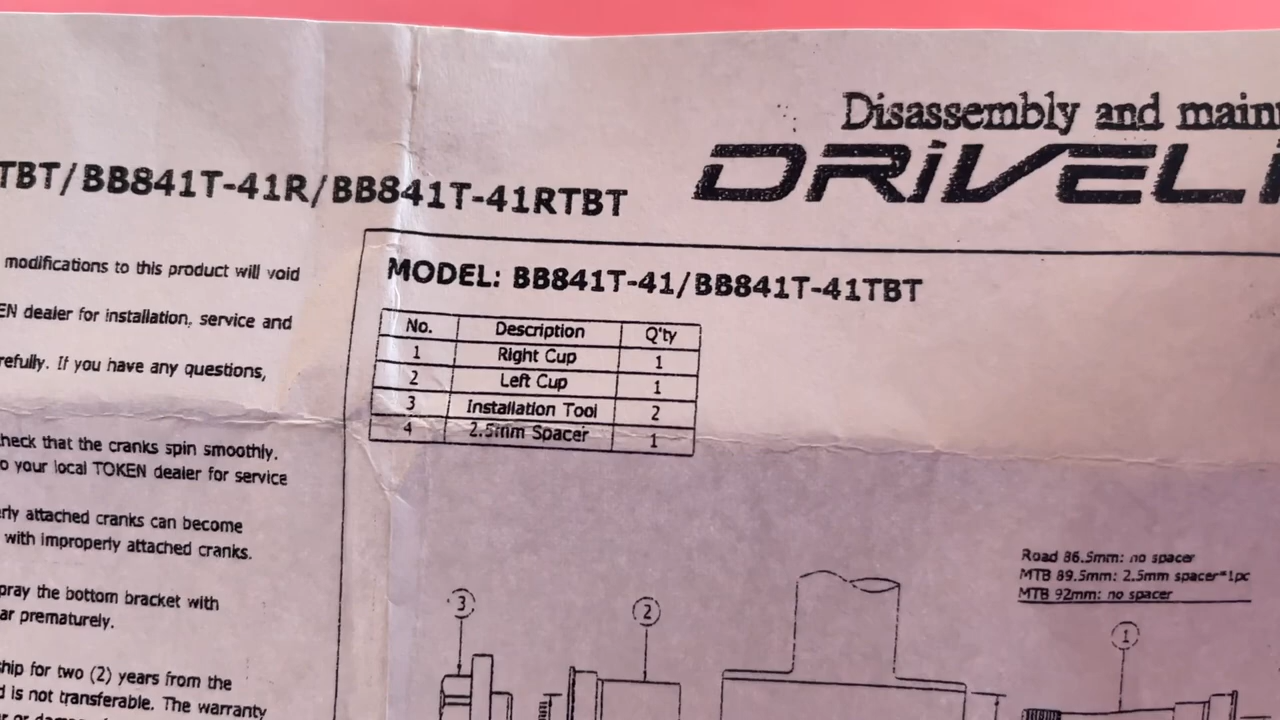 Disassembly and main
DRiVEL
TBT/BB841T-41R/BB841T-41RTBT
modifications to this product will void
EN dealer for installation, service and
refully. If you have any questions,
heck that the cranks spin smoothly.
o your local TOKEN dealer for service
rly attached cranks can become
with improperly attached cranks.
pray the bottom bracket with
ar prematurely.
hip for two (2) years from the
d is not transferable. The warranty
MODEL: BB841T-41/BB841T-41TBT
No. Description Q'ty
1 Right Cup 1
2 Left Cup 1
3 Installation Tool 2
4 2.5mm Spacer 1
Road 86.5mm: no spacer
MTB 89.5mm: 2.5mm spacer*1pc
MTB 92mm: no spacer
3
2
1